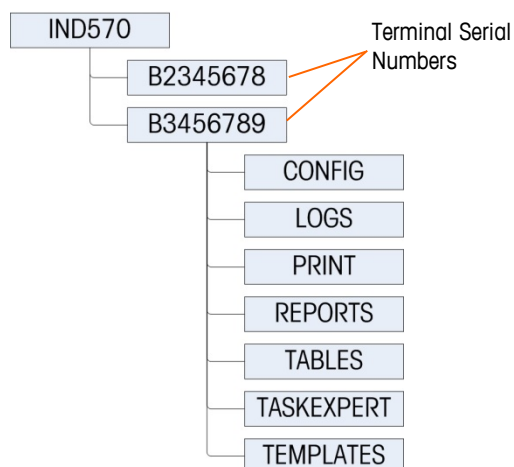 IND570
Terminal Serial
Numbers
B2345678
B3456789
CONFIG
LOGS
PRINT
REPORTS
TABLES
TASKEXPERT
TEMPLATES